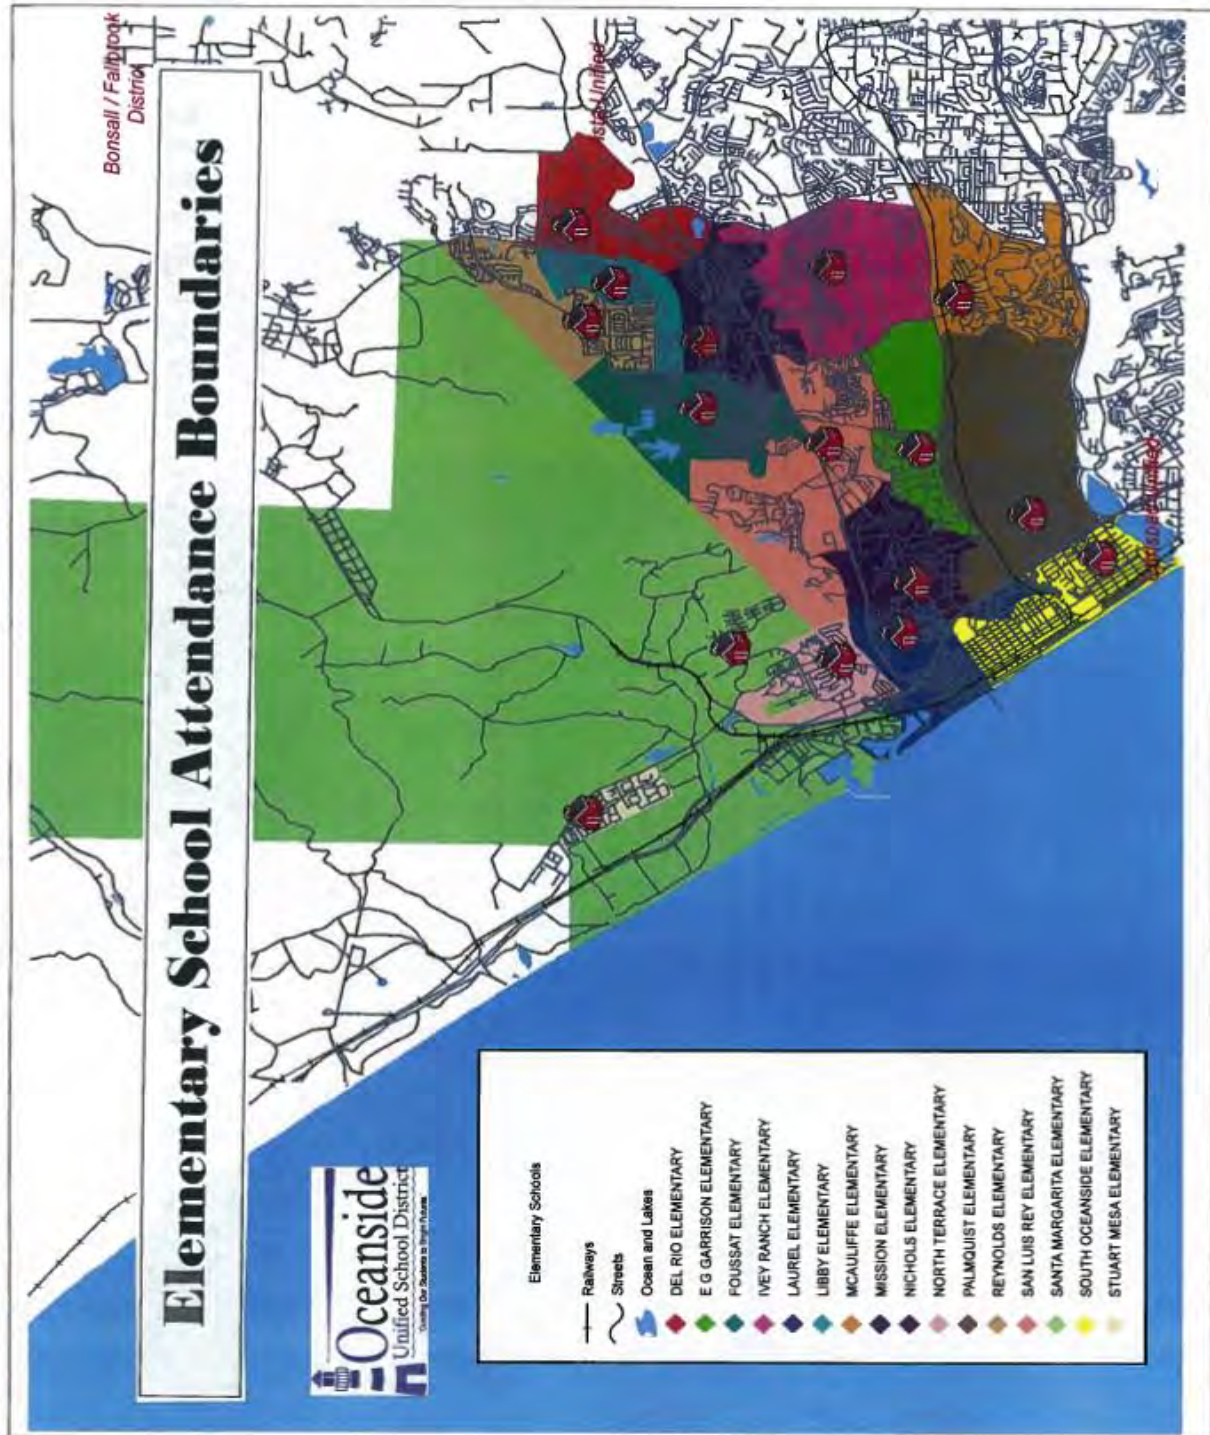 Elementary School Attendance Boundaries
Bonsall / Fallbrook
District
Oceanside
Unified School District
Elementary Schools
Railways
Streets
Ocean and Lakes
DEL RIO ELEMENTARY
E G GARRISON ELEMENTARY
FOUSSAT ELEMENTARY
IVEY RANCH ELEMENTARY
LAUREL ELEMENTARY
LIBBY ELEMENTARY
MCAULIFFE ELEMENTARY
MISSION ELEMENTARY
NICHOLS ELEMENTARY
NORTH TERRACE ELEMENTARY
PALMQUIST ELEMENTARY
REYNOLDS ELEMENTARY
SAN LUIS REY ELEMENTARY
SANTA MARGARITA ELEMENTARY
SOUTH OCEANSIDE ELEMENTARY
STUART MESA ELEMENTARY
Unified